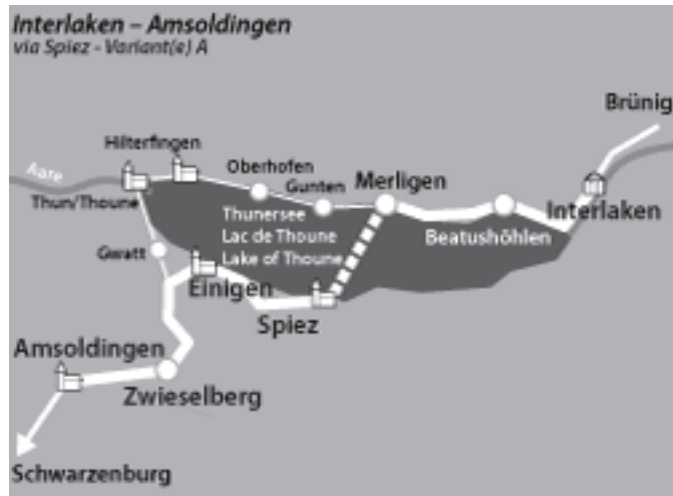 Interlaken – Amsoldingen
via Spiez - Variant(e) A
Brünig
Hilterfingen
Aare
Oberhofen
Gunten
Merligen
Thun/Thoune
Interlaken
Thunersee
Lac de Thoune
Lake of Thoune
Beatushöhlen
Gwatt
Einigen
Spiez
Amsoldingen
Zwieselberg
Schwarzenburg